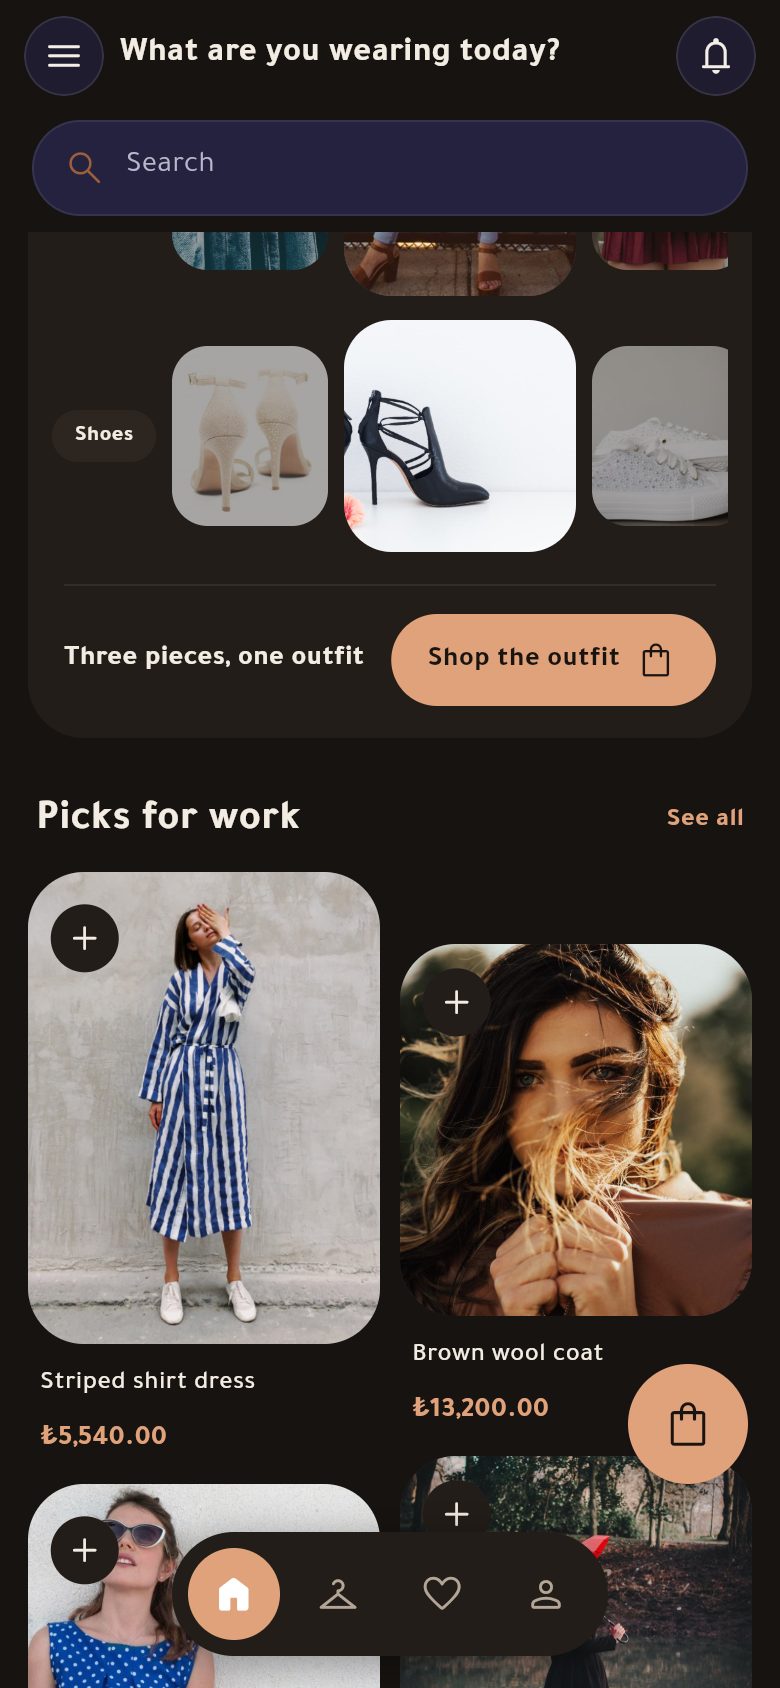 What are you wearing today?
Search
Shoes
Three pieces, one outfit
Shop the outfit
Picks for work
See all
Striped shirt dress
₺5,540.00
Brown wool coat
₺13,200.00